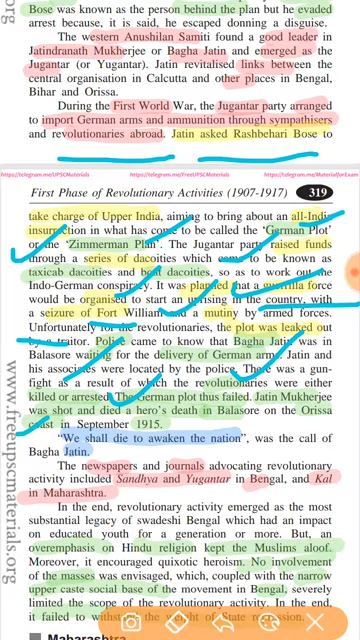 Bose was known as the person behind the plan but he evaded
arrest because, it is said, he escaped donning a disguise.
The western Anushilan Samiti found a good leader in
Jatindranath Mukherjee or Bagha Jatin and emerged as the
Jugantar (or Yugantar). Jatin revitalised links between the
central organisation in Calcutta and other places in Bengal,
Bihar and Orissa.
During the First World War, the Jugantar party arranged
to import German arms and ammunition through sympathisers
and revolutionaries abroad. Jatin asked Rashbehari Bose to
https://telegram.me/UPSCMaterials https://telegram.me/FreeUPSCMaterials https://telegram.me/MaterialforExam
First Phase of Revolutionary Activities (1907-1917) 319
take charge of Upper India, aiming to bring about an all-India
insurrection in what has come to be called the ‘German Plot’
or the ‘Zimmerman Plan’. The Jugantar party raised funds
through a series of dacoities which came to be known as
taxicab dacoities and boat dacoities, so as to work out the
Indo-German conspiracy. It was planned that a guerrilla force
would be organised to start an uprising in the country, with
a seizure of Fort William and a mutiny by armed forces.
Unfortunately for the revolutionaries, the plot was leaked out
by a traitor. Police came to know that Bagha Jatin was in
Balasore waiting for the delivery of German arms. Jatin and
his associates were located by the police. There was a gun-
fight as a result of which the revolutionaries were either
killed or arrested. The German plot thus failed. Jatin Mukherjee
was shot and died a hero’s death in Balasore on the Orissa
coast in September 1915.
“We shall die to awaken the nation”, was the call of
Bagha Jatin.
The newspapers and journals advocating revolutionary
activity included Sandhya and Yugantar in Bengal, and Kal
in Maharashtra.
In the end, revolutionary activity emerged as the most
substantial legacy of swadeshi Bengal which had an impact
on educated youth for a generation or more. But, an
overemphasis on Hindu religion kept the Muslims aloof.
Moreover, it encouraged quixotic heroism. No involvement
of the masses was envisaged, which, coupled with the narrow
upper caste social base of the movement in Bengal, severely
limited the scope of the revolutionary activity. In the end,
it failed to withstand the weight of State repression.
Maharashtra
www.freeupscmaterials.org